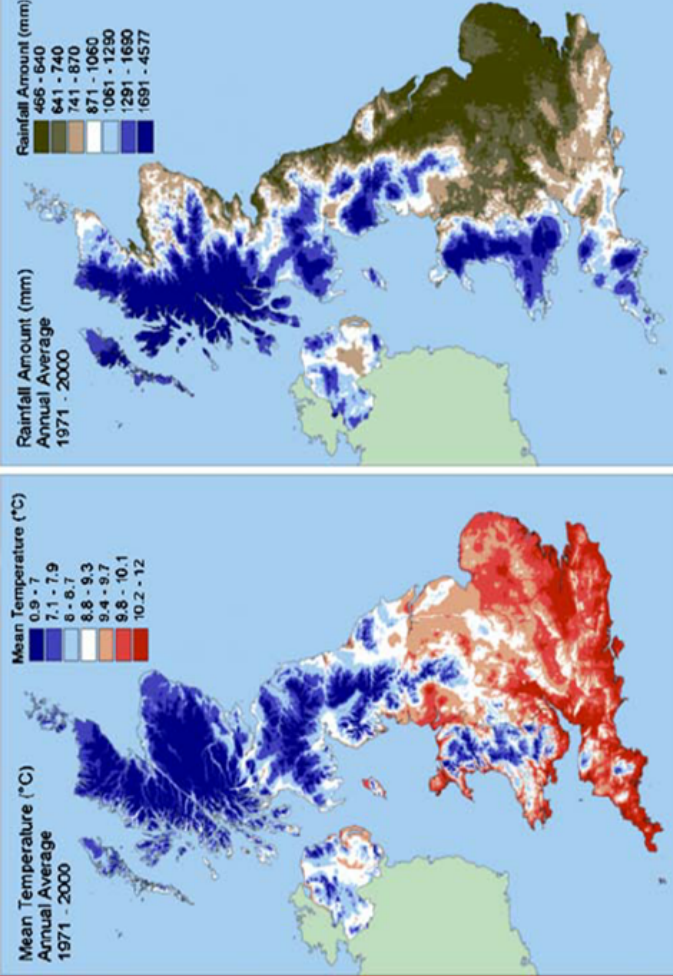 Mean Temperature (°C)
Annual Average
1971 - 2000
Mean Temperature (°C)
0.9 - 7
7.1 - 7.9
8 - 8.7
8.8 - 9.3
9.4 - 9.7
9.8 - 10.1
10.2 - 12
Rainfall Amount (mm)
Annual Average
1971 - 2000
Rainfall Amount (mm)
466 - 640
641 - 740
741 - 870
871 - 1060
1061 - 1290
1291 - 1690
1691 - 4577